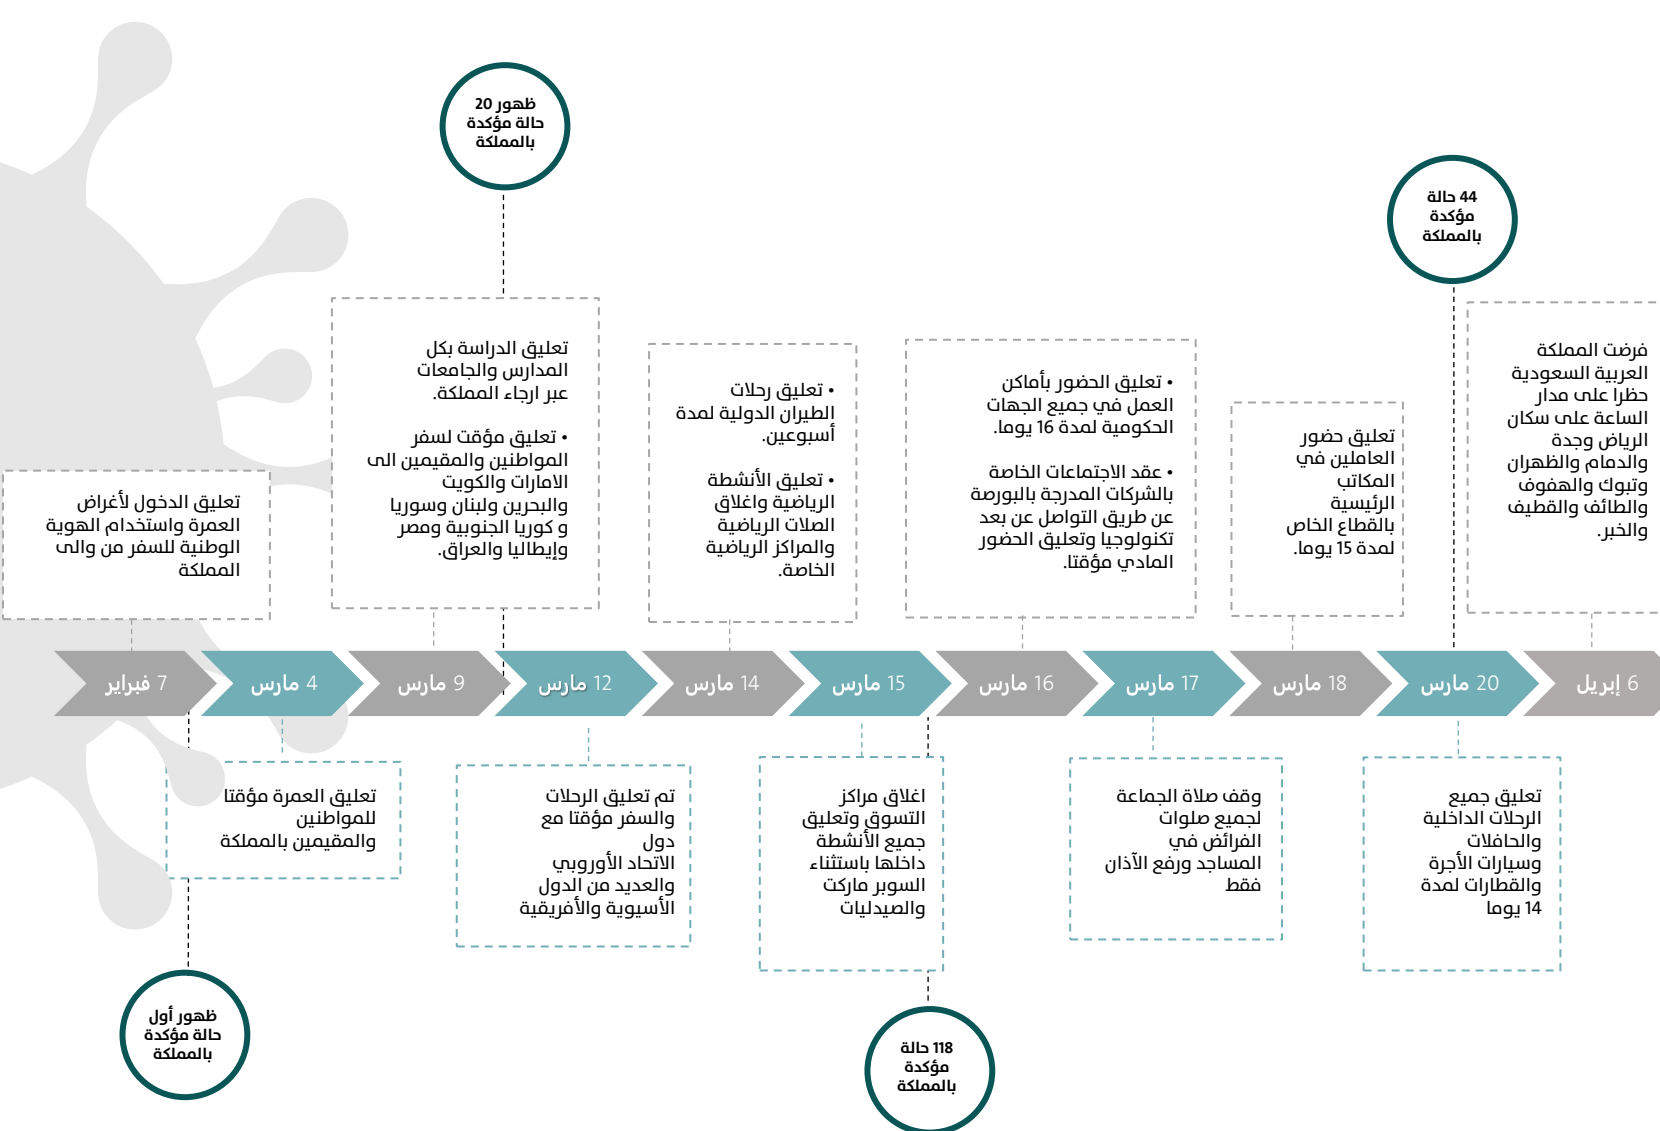 ظهور 20
حالة مؤكدة
بالمملكة
44 حالة
مؤكدة
بالمملكة
تعليق الدخول لأغراض
العمرة واستخدام الهوية
الوطنية للسفر من والى
المملكة
تعليق الدراسة بكل
المدارس والجامعات
عبر ارجاء المملكة.
• تعليق مؤقت لسفر
المواطنين والمقيمين الى
الامارات والكويت
والبحرين ولبنان وسوريا
و كوريا الجنوبية ومصر
وإيطاليا والعراق.
• تعليق رحلات
الطيران الدولية لمدة
أسبوعين.
• تعليق الأنشطة
الرياضية واغلاق
الصلات الرياضية
والمراكز الرياضية
الخاصة.
• تعليق الحضور بأماكن
العمل في جميع الجهات
الحكومية لمدة 16 يوما.
• عقد الاجتماعات الخاصة
بالشركات المدرجة بالبورصة
عن طريق التواصل عن بعد
تكنولوجيا وتعليق الحضور
المادي مؤقتا.
تعليق حضور
العاملين في
المكاتب
الرئيسية
بالقطاع الخاص
لمدة 15 يوما.
فرضت المملكة
العربية السعودية
حظرا على مدار
الساعة على سكان
الرياض وجدة
والدمام والظهران
وتبوك والهفوف
والطائف والقطيف
والخبر.
7 فبراير
4 مارس
9 مارس
12 مارس
14 مارس
15 مارس
16 مارس
17 مارس
18 مارس
20 مارس
6 إبريل
تعليق العمرة مؤقتا
للمواطنين
والمقيمين بالمملكة
تم تعليق الرحلات
والسفر مؤقتا مع
دول
الاتحاد الأوروبي
والعديد من الدول
الأسيوية والأفريقية
اغلاق مراكز
التسوق وتعليق
جميع الأنشطة
داخلها باستثناء
السوبر ماركت
والصيدليات
وقف صلاة الجماعة
لجميع صلوات
الفرائض في
المساجد ورفع الآذان
فقط
تعليق جميع
الرحلات الداخلية
والحافلات
وسيارات الأجرة
والقطارات لمدة
14 يوما
ظهور أول
حالة مؤكدة
بالمملكة
118 حالة
مؤكدة
بالمملكة